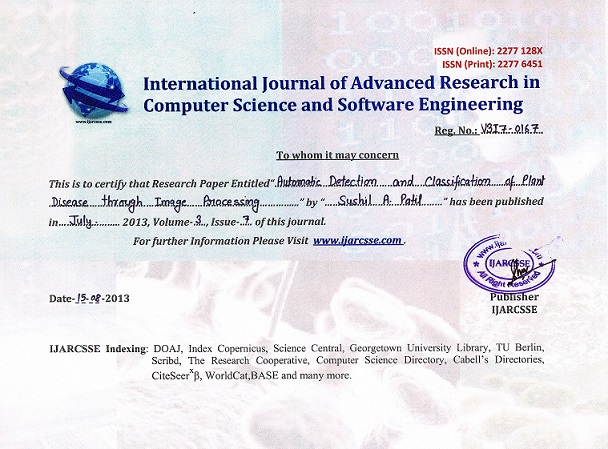 ISSN (Online): 2277 128X
ISSN (Print): 2277 6451
International Journal of Advanced Research in
Computer Science and Software Engineering
www.ijarcsse.com
Reg. No.: V3I7-0167
To whom it may concern
This is to certify that Research Paper Entitled "Automatic Detection and Classification of Plant
Disease through Image Processing" by "Sushil A. Patil" has been published
in July 2013, Volume-3, Issue-7 of this journal.
For further Information Please Visit www.ijarcsse.com .
www.ija
IJARCSSE
All Right Reserved
Date-15-08-2013
Publisher
IJARCSSE
IJARCSSE Indexing: DOAJ, Index Copernicus, Science Central, Georgetown University Library, TU Berlin,
Scribd, The Research Cooperative, Computer Science Directory, Cabell's Directories,
CiteSeerXβ, WorldCat,BASE and many more.